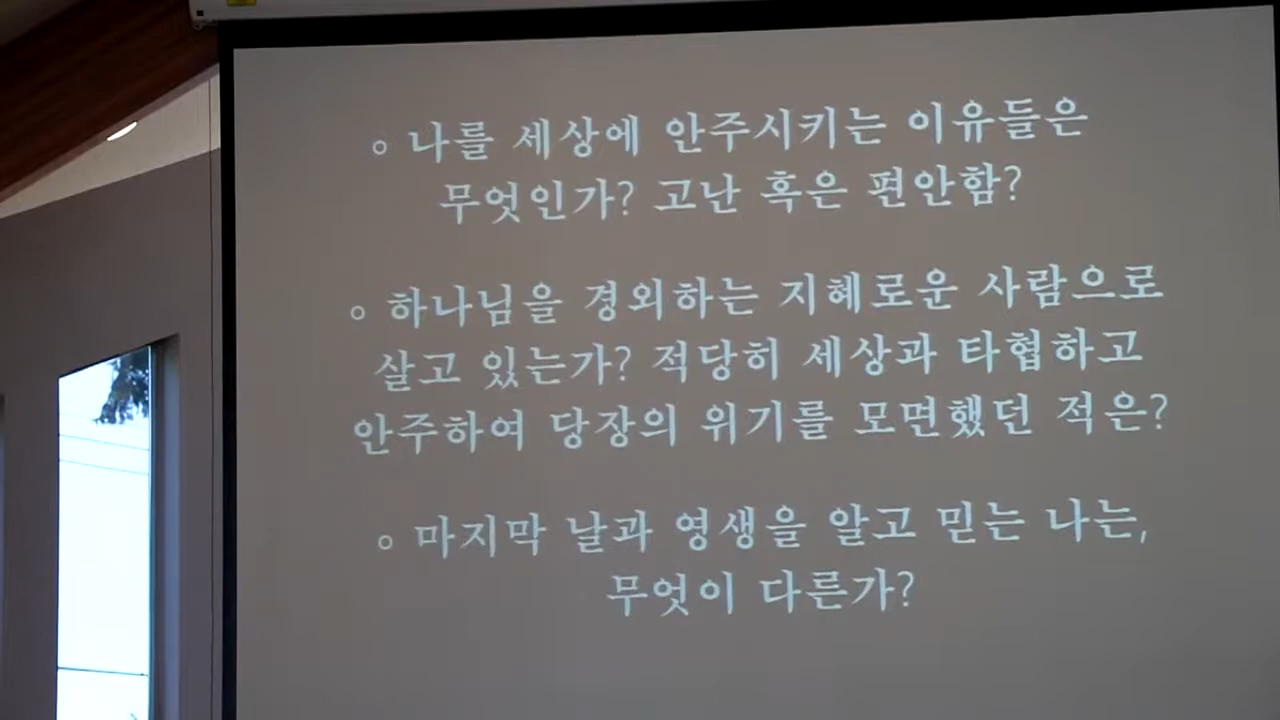 ◦ 나를 세상에 안주시키는 이유들은
무엇인가? 고난 혹은 편안함?
◦ 하나님을 경외하는 지혜로운 사람으로
살고 있는가? 적당히 세상과 타협하고
안주하여 당장의 위기를 모면했던 적은?
◦ 마지막 날과 영생을 알고 믿는 나는,
무엇이 다른가?